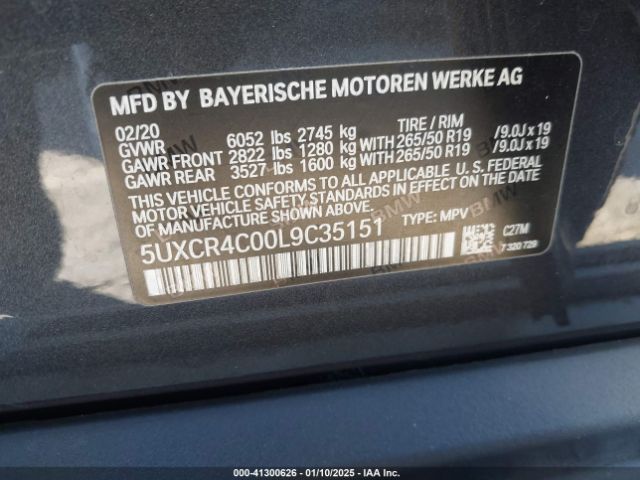 MFD BY BAYERISCHE MOTOREN WERKE AG
02/20 TIRE / RIM
GVWR 6052 lbs 2745 kg
GAWR FRONT 2822 lbs 1280 kg WITH 265/50 R19 /9.0J x 19
GAWR REAR 3527 lbs 1600 kg WITH 265/50 R19 /9.0J x 19
THIS VEHICLE CONFORMS TO ALL APPLICABLE U.S. FEDERAL
MOTOR VEHICLE SAFETY STANDARDS IN EFFECT ON THE
DATE OF MANUFACTURE SHOWN ABOVE.
5UXCR4C00L9C35151 TYPE: MPV
C27M
7 320 729
000-41300626 - 01/10/2025 - IAA Inc.